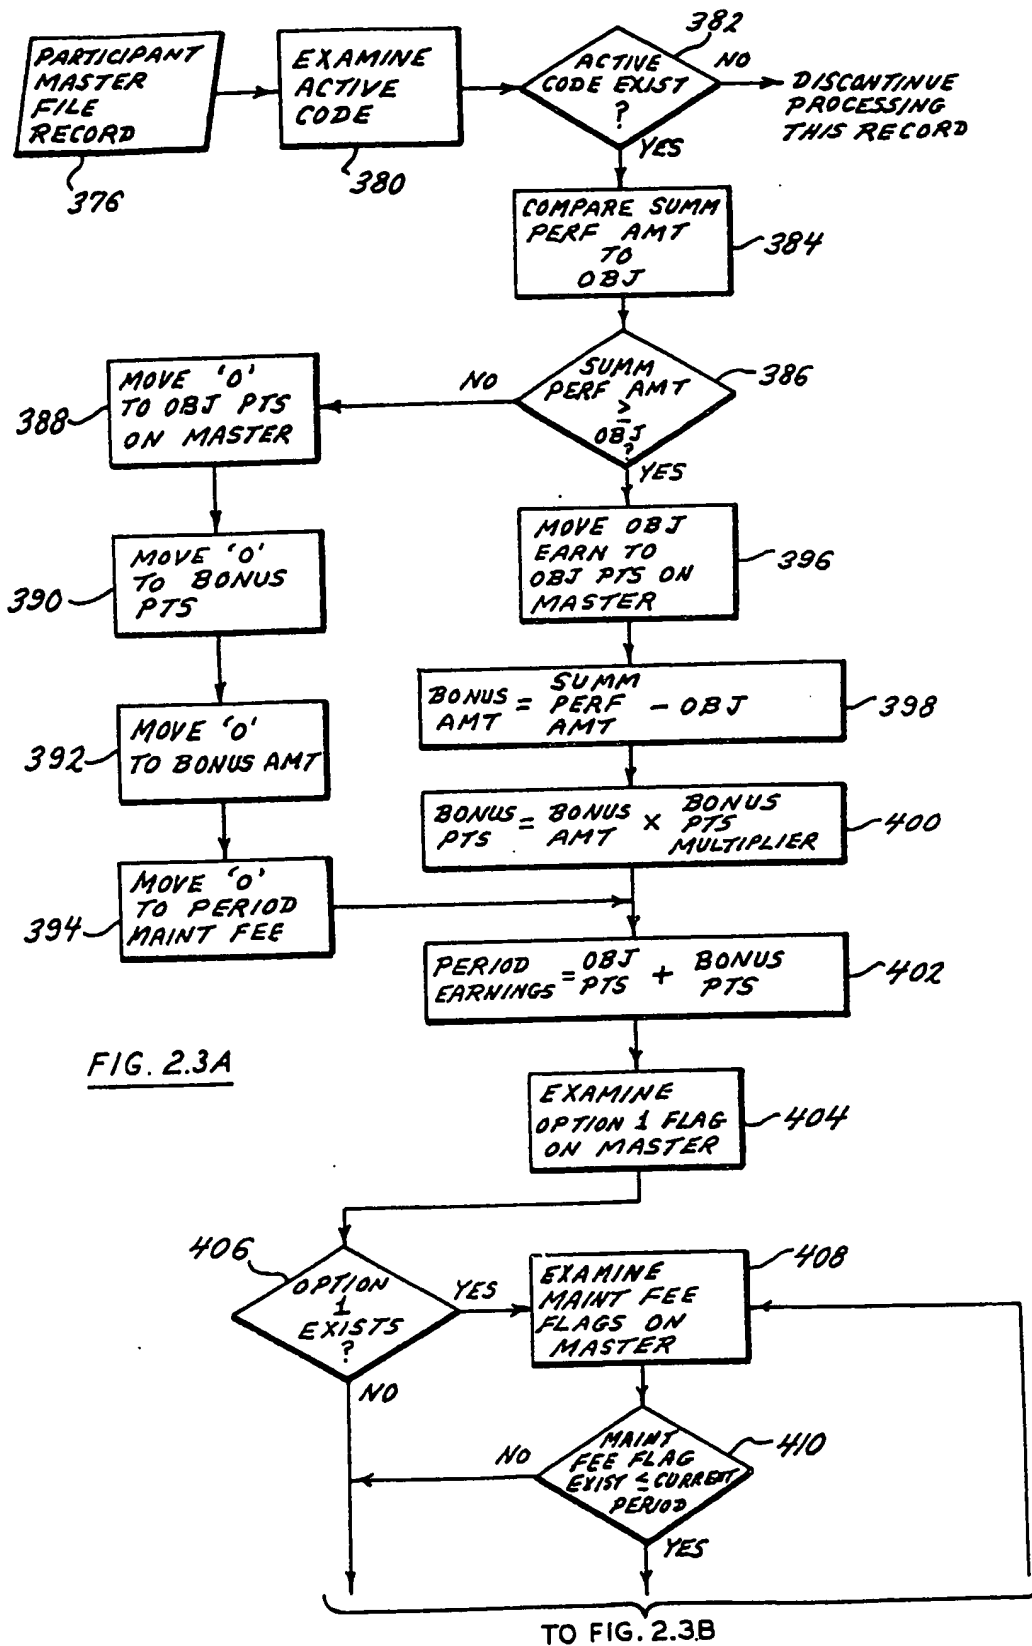 PARTICIPANT
MASTER
FILE
RECORD
376
EXAMINE
ACTIVE
CODE
380
382
ACTIVE
CODE EXIST
?
NO
DISCONTINUE
PROCESSING
THIS RECORD
YES
COMPARE SUMM
PERF AMT
TO
OBJ
384
SUMM
PERF AMT
≥
OBJ
?
386
NO
YES
MOVE '0'
TO OBJ PTS
ON MASTER
388
MOVE '0'
TO BONUS
PTS
390
MOVE '0'
TO BONUS AMT
392
MOVE '0'
TO PERIOD
MAINT FEE
394
MOVE OBJ
EARN TO
OBJ PTS ON
MASTER
396
BONUS AMT = SUMM PERF AMT - OBJ
398
BONUS PTS = BONUS AMT × BONUS PTS MULTIPLIER
400
PERIOD EARNINGS = OBJ PTS + BONUS PTS
402
FIG. 2.3A
EXAMINE
OPTION 1 FLAG
ON MASTER
404
406
OPTION
1
EXISTS
?
YES
NO
EXAMINE
MAINT FEE
FLAGS ON
MASTER
408
MAINT
FEE FLAG
EXIST ≤ CURRENT
PERIOD
410
NO
YES
TO FIG. 2.3B